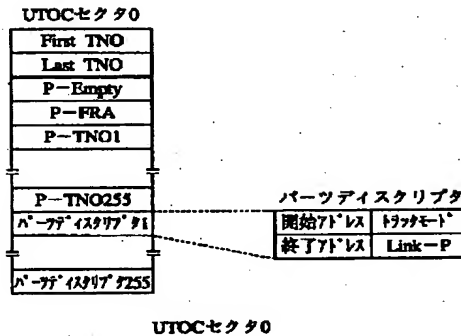 UTOCセクタ0
First TNO
Last TNO
P-Empty
P-FRA
P-TNO1
P-TNO255
パーツディスクリプタ1
パーツディスクリプタ255
パーツディスクリプタ
開始アドレス トラックモード
終了アドレス Link-P
UTOCセクタ0